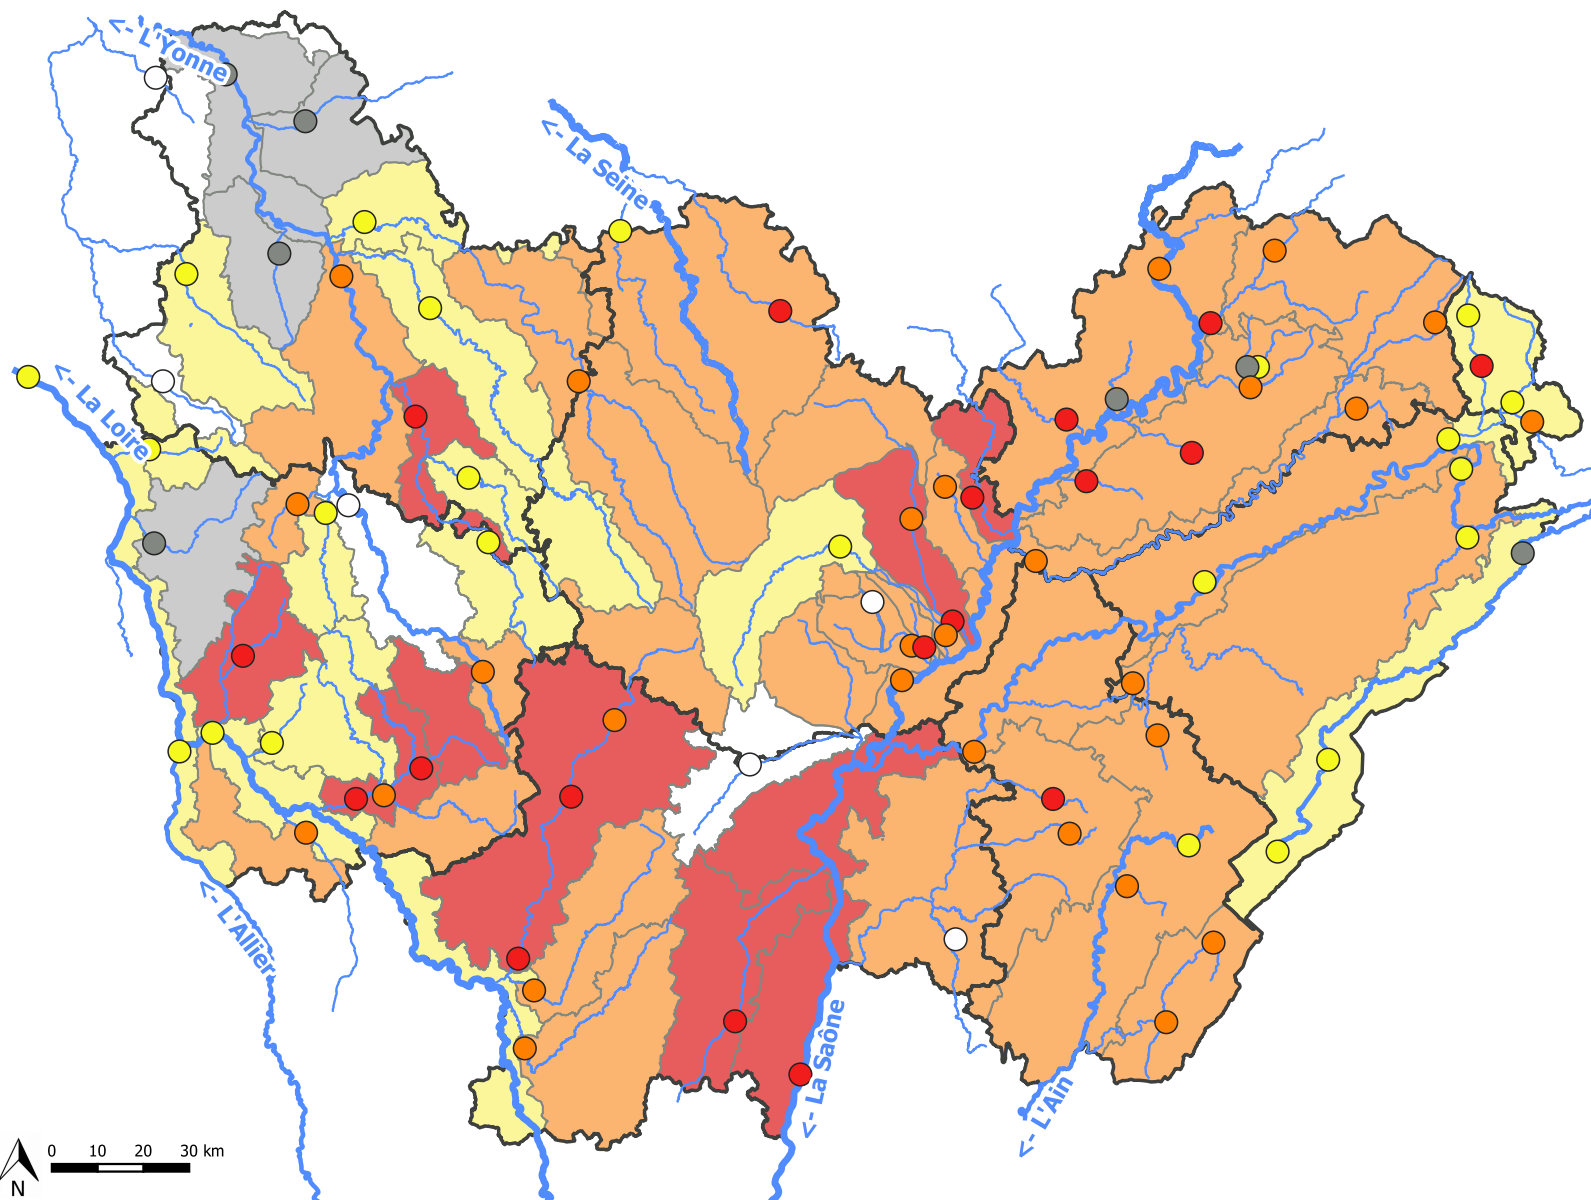 <- L'Yonne
<- La Seine
<- La Loire
<- L'Allier
<- La Saône
<- L'Ain
0 10 20 30 km
N